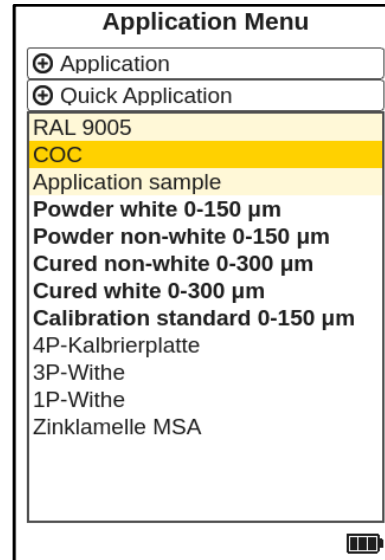 Application Menu
Application
Quick Application
RAL 9005
COC
Application sample
Powder white 0-150 µm
Powder non-white 0-150 µm
Cured non-white 0-300 µm
Cured white 0-300 µm
Calibration standard 0-150 µm
4P-Kalbrierplatte
3P-Withe
1P-Withe
Zinklamelle MSA